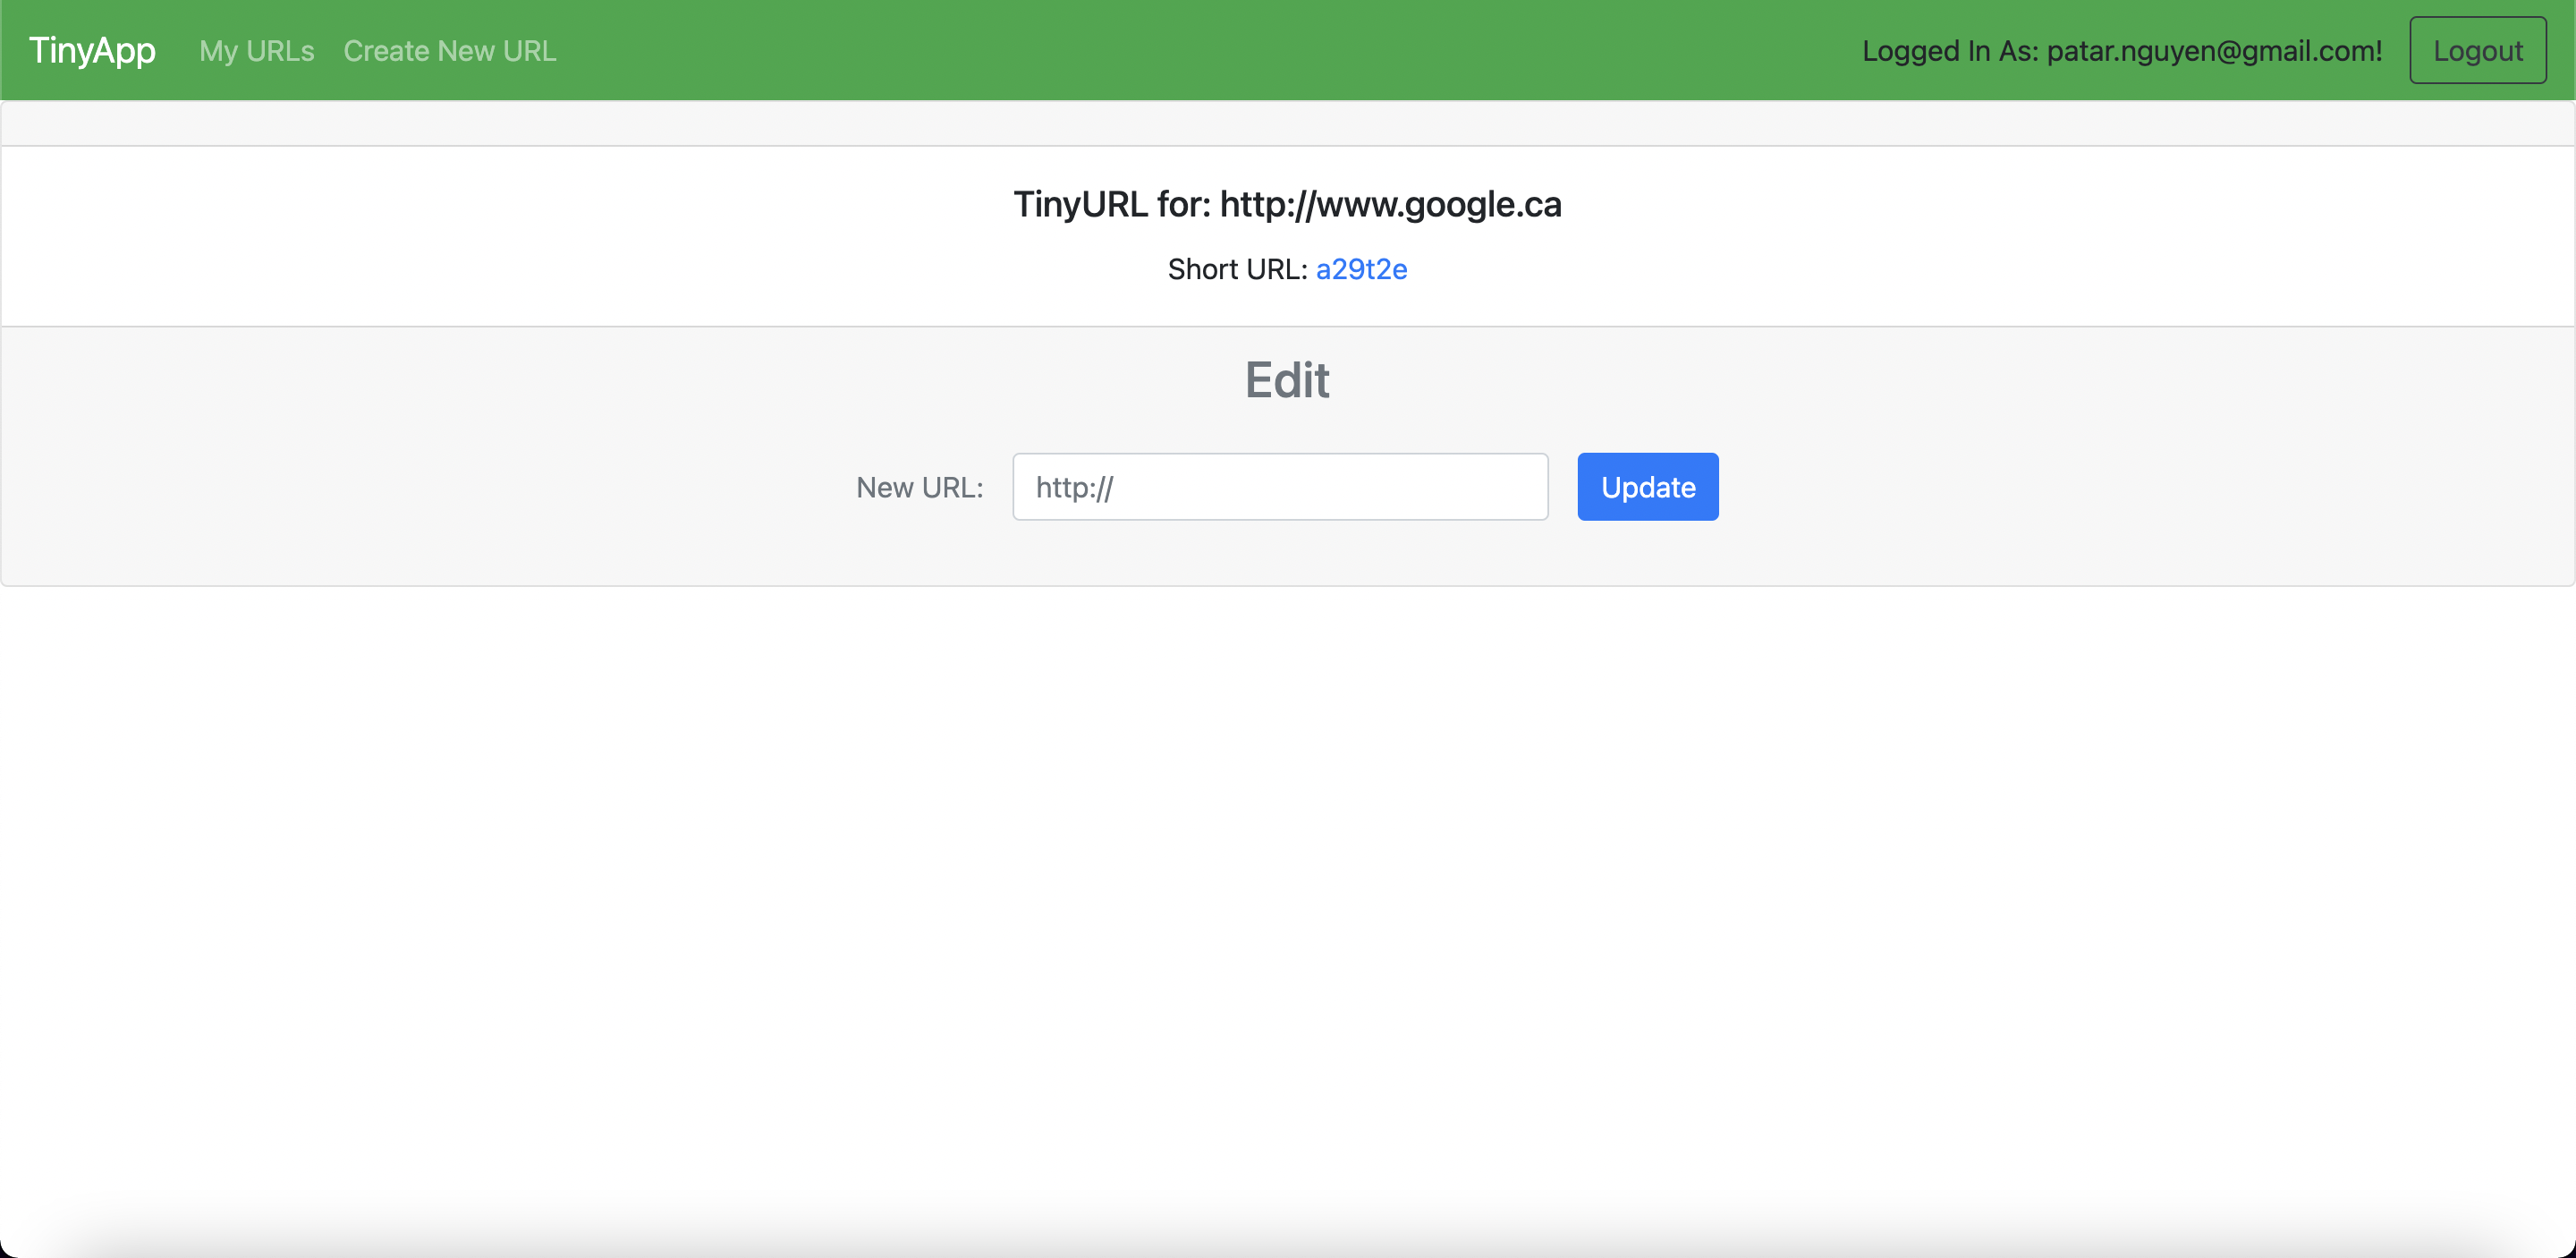 TinyApp My URLs Create New URL Logged In As: patar.nguyen@gmail.com! Logout
TinyURL for: http://www.google.ca
Short URL: a29t2e
Edit
New URL: http:// Update